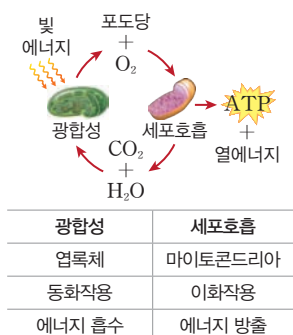 빛
에너지
포도당
+
O₂
광합성
세포호흡
ATP
+
열에너지
CO₂
+
H₂O
광합성 세포호흡
엽록체 마이토콘드리아
동화작용 이화작용
에너지 흡수 에너지 방출